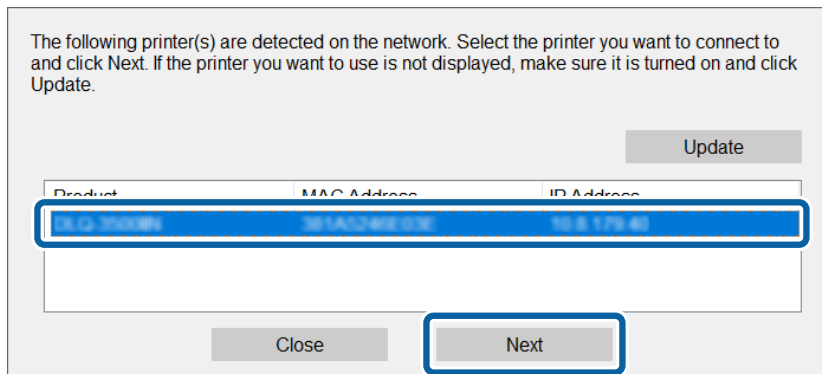 The following printer(s) are detected on the network. Select the printer you want to connect to
and click Next. If the printer you want to use is not displayed, make sure it is turned on and click
Update.
Update
Product MAC Address IP Address
Close Next